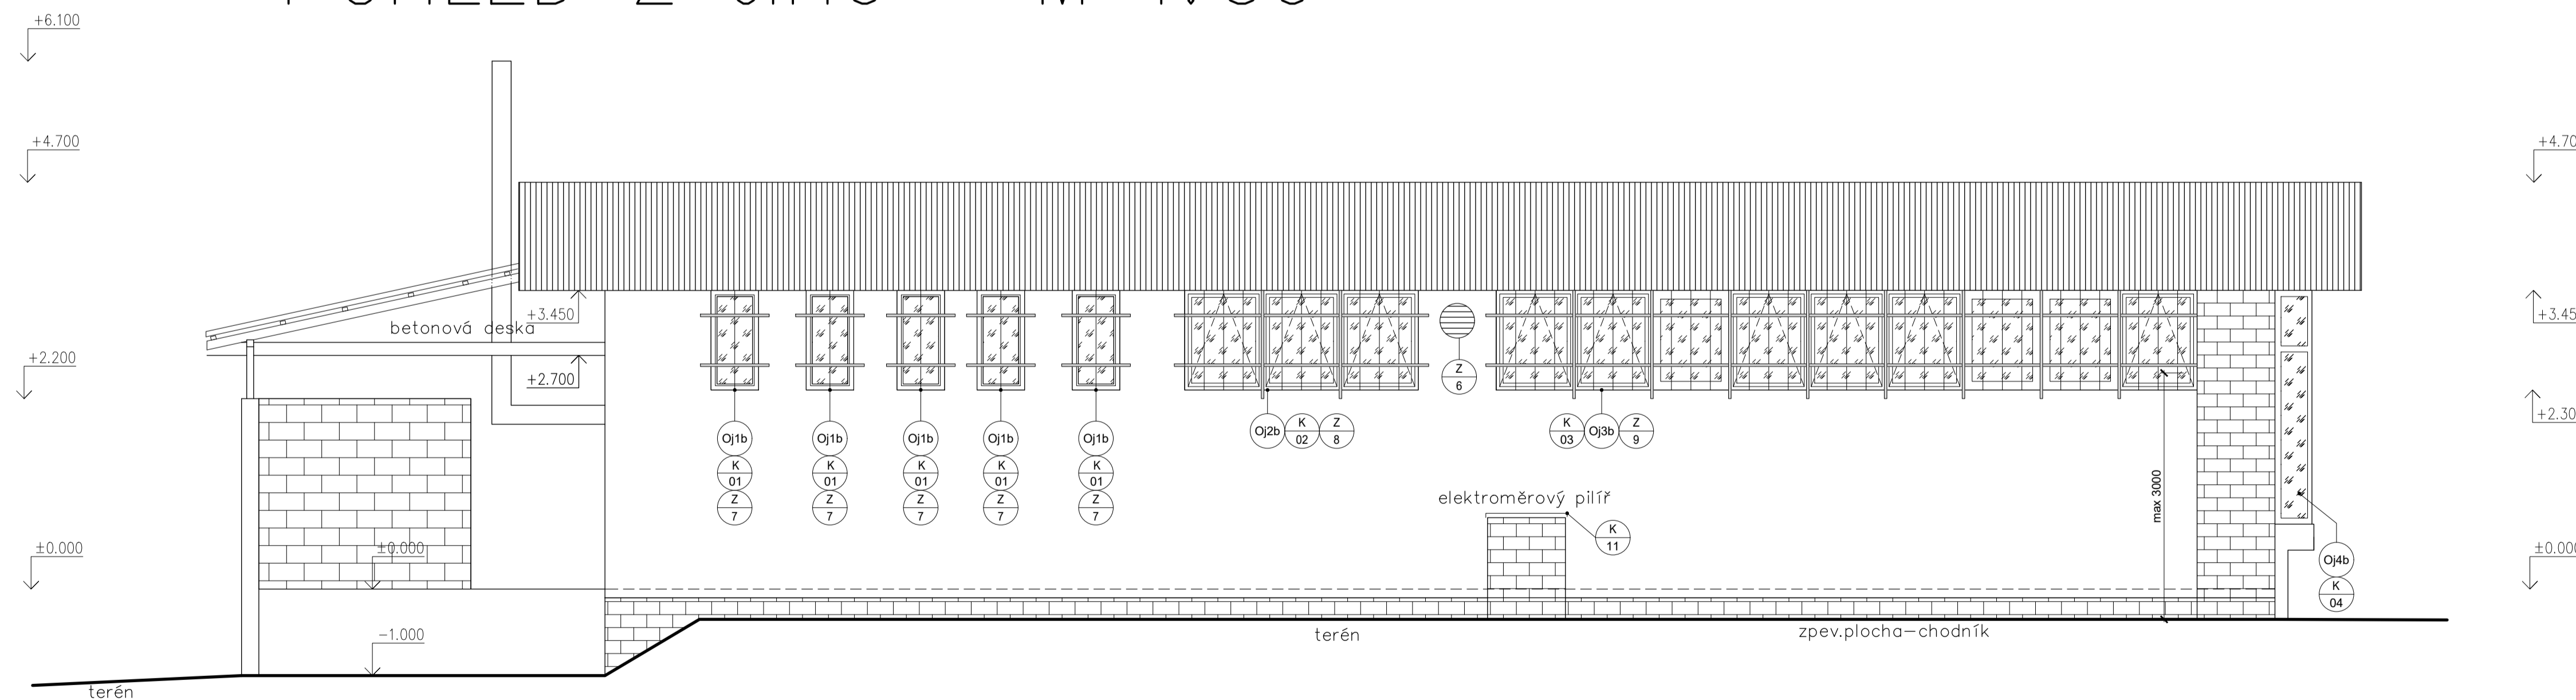 +6.100
+4.700
+4.70
betonová deska
+3.450
+3.45
+2.200
+2.700
+2.30
Oj1b
K
01
Z
7
Oj1b
K
01
Z
7
Oj1b
K
01
Z
7
Oj1b
K
01
Z
7
Oj1b
K
01
Z
7
Oj2b
K
02
Z
8
Z
6
K
03
Oj3b
Z
9
elektroměrový pilíř
K
11
max 3000
±0.000
±0.000
±0.000
Oj4b
K
04
-1.000
terén
zpev.plocha-chodník
terén